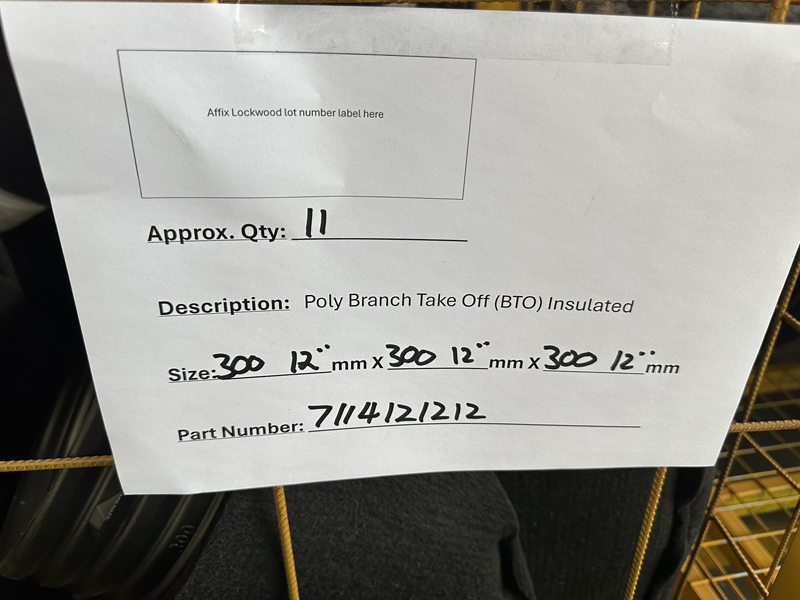 Affix Lockwood lot number label here
Approx. Qty: 11
Description: Poly Branch Take Off (BTO) Insulated
Size: 300 12" mm X 300 12" mm X 300 12" mm
Part Number: 7114121212
300